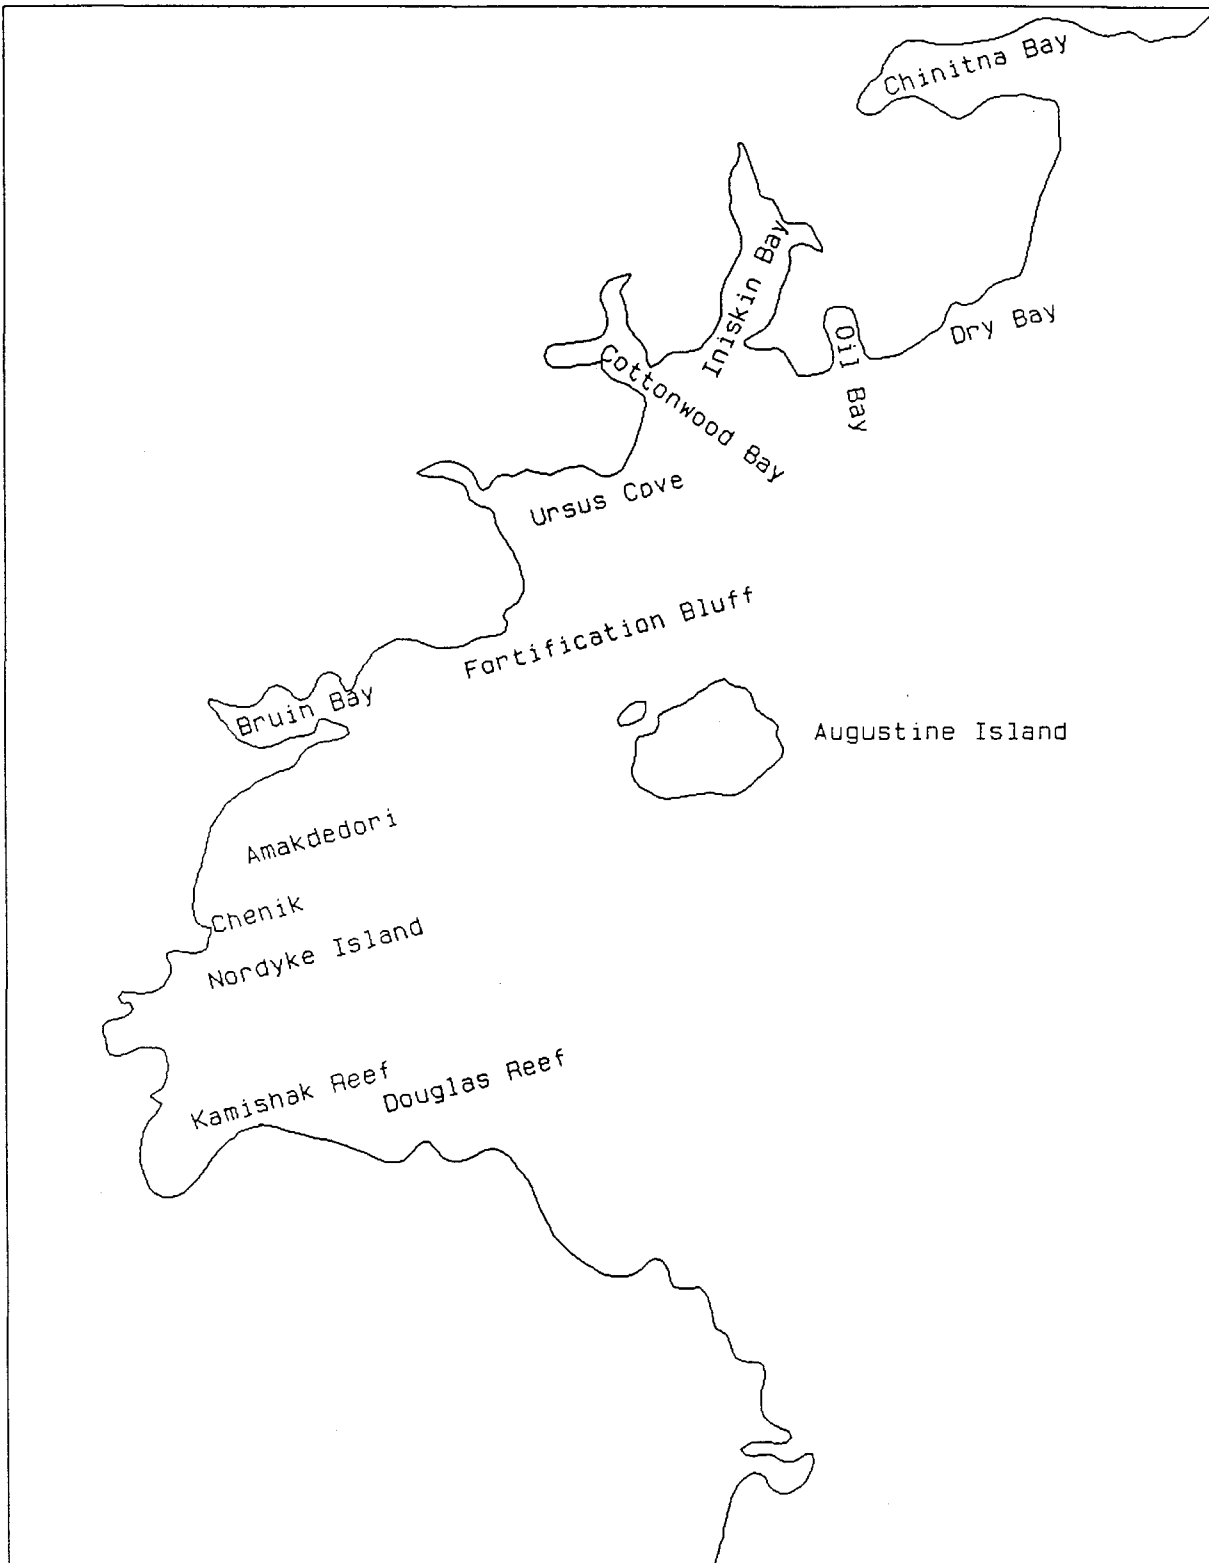 Chinitna Bay
Iniskin Bay
Oil Bay
Dry Bay
Cottonwood Bay
Ursus Cove
Fortification Bluff
Bruin Bay
Augustine Island
Amakdedori
Chenik
Nordyke Island
Kamishak Reef
Douglas Reef